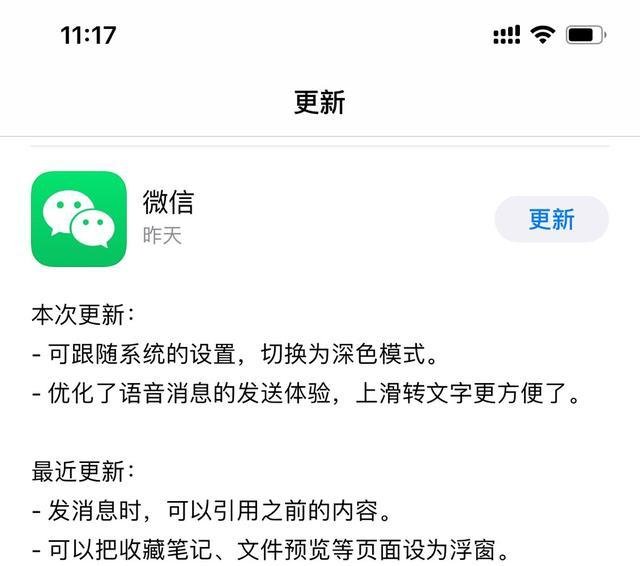 11:17
更新
微信
昨天
更新
本次更新：
- 可跟随系统的设置，切换为深色模式。
- 优化了语音消息的发送体验，上滑转文字更方便了。
最近更新：
- 发消息时，可以引用之前的内容。
- 可以把收藏笔记、文件预览等页面设为浮窗。